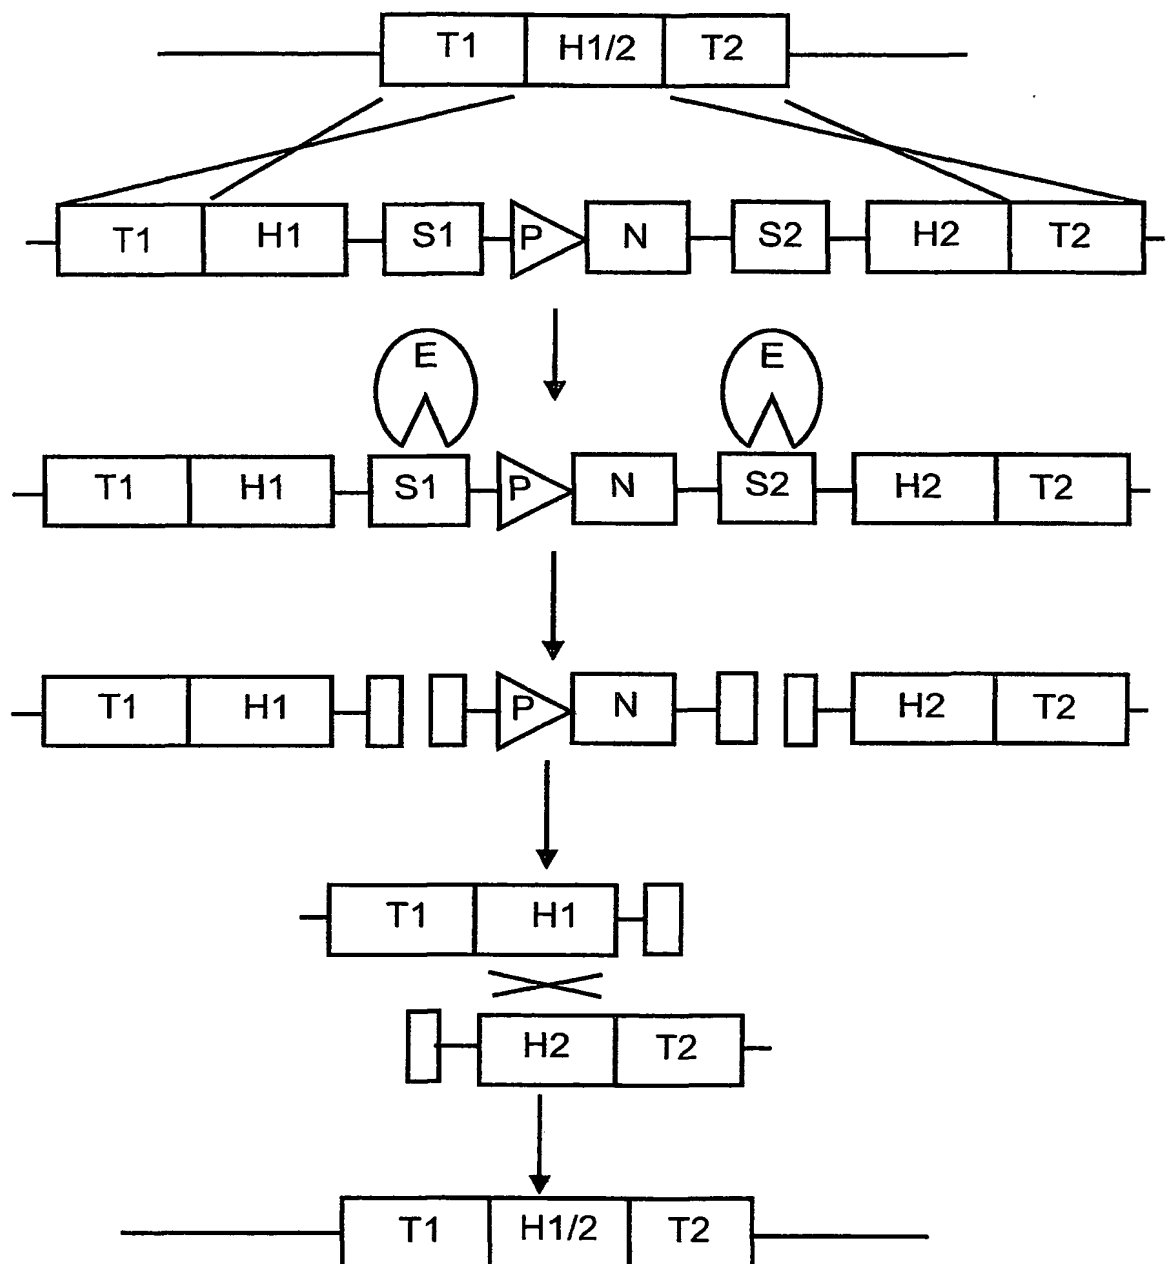 T1 H1/2 T2
T1 H1 S1 P N S2 H2 T2
E E
T1 H1 S1 P N S2 H2 T2
T1 H1 P N H2 T2
T1 H1
H2 T2
T1 H1/2 T2